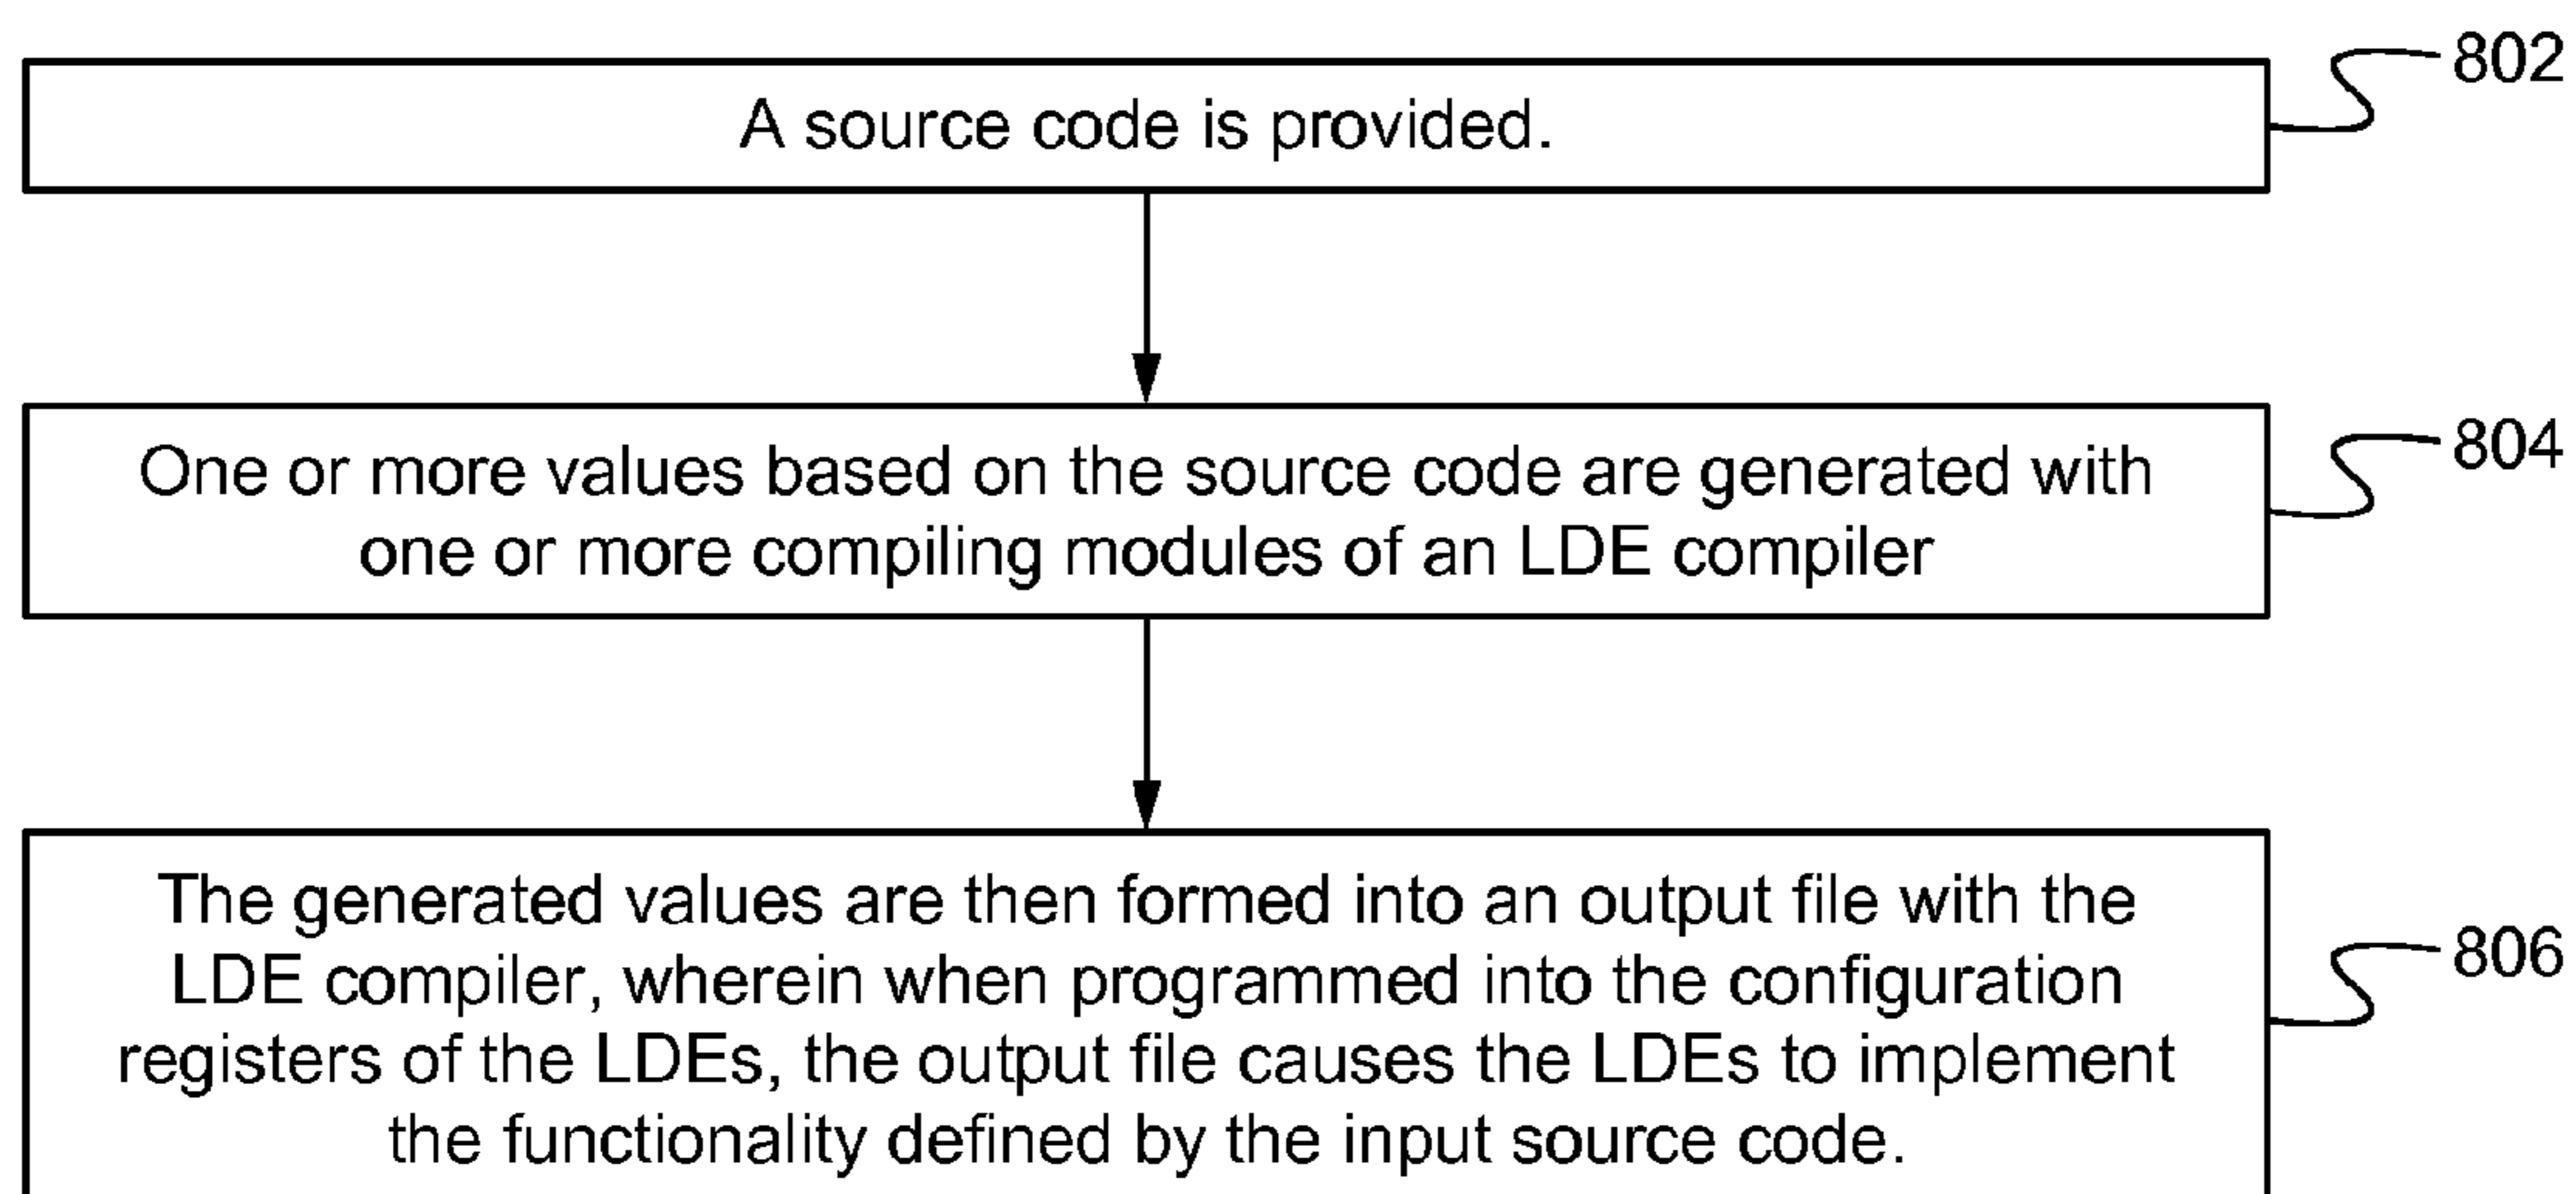 802
A source code is provided.
804
One or more values based on the source code are generated with
one or more compiling modules of an LDE compiler
806
The generated values are then formed into an output file with the
LDE compiler, wherein when programmed into the configuration
registers of the LDEs, the output file causes the LDEs to implement
the functionality defined by the input source code.